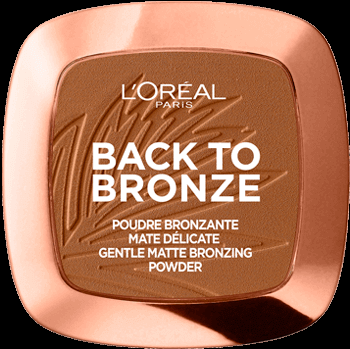 L'ORÉAL
PARIS
BACK TO
BRONZE
POUDRE BRONZANTE
MATE DÉLICATE
GENTLE MATTE BRONZING
POWDER